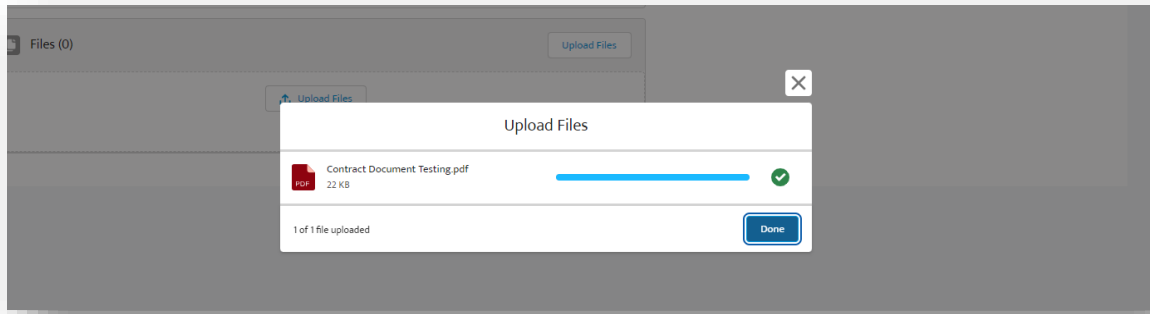 Files (0)
Upload Files
Upload Files
Upload Files
Contract Document Testing.pdf
PDF
22 KB
1 of 1 file uploaded
Done